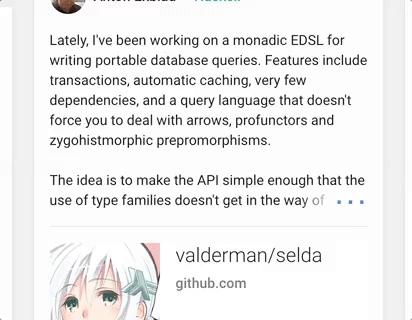 Lately, I've been working on a monadic EDSL for
writing portable database queries. Features include
transactions, automatic caching, very few
dependencies, and a query language that doesn't
force you to deal with arrows, profunctors and
zygohistmorphic prepromorphisms.
The idea is to make the API simple enough that the
use of type families doesn't get in the way of ...
valderman/selda
github.com